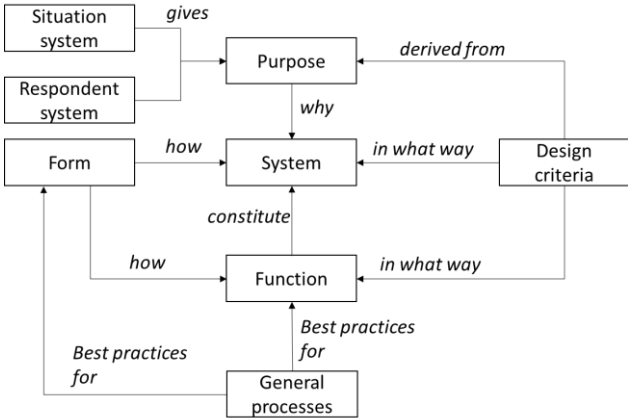 Situation
system
gives
Respondent
system
Purpose
derived from
why
Form
how
System
in what way
Design
criteria
constitute
how
Function
in what way
Best practices
for
Best practices
for
General
processes